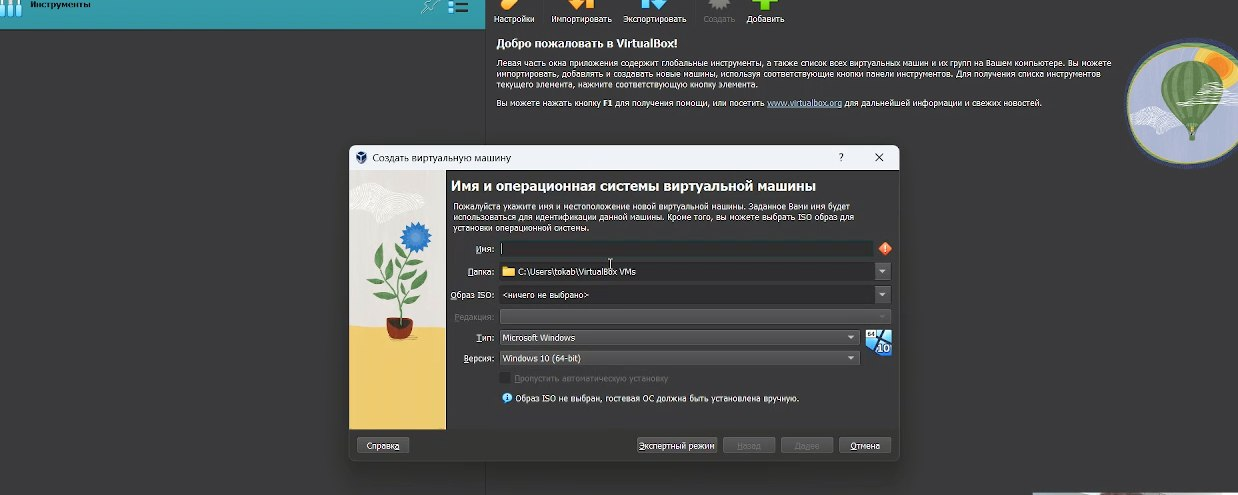 Инструменты
Настройки Импортировать Экспортировать Создать Добавить
Добро пожаловать в VirtualBox!
Левая часть окна приложения содержит глобальные инструменты, а также список всех виртуальных машин и их групп на Вашем компьютере. Вы можете
импортировать, добавлять и создавать новые машины, используя соответствующие кнопки панели инструментов. Для получения списка инструментов
текущего элемента, нажмите соответствующую кнопку элемента.
Вы можете нажать кнопку F1 для получения помощи, или посетить www.virtualbox.org для дальнейшей информации и свежих новостей.
Создать виртуальную машину ?
Имя и операционная системы виртуальной машины
Пожалуйста укажите имя и местоположение новой виртуальной машины. Заданное Вами имя будет
использоваться для идентификации данной машины. Кроме того, вы можете выбрать ISO образ для
установки операционной системы.
Имя:
Папка: C:\Users\tokab\VirtualBox VMs
Образ ISO: <ничего не выбрано>
Редакция:
Тип: Microsoft Windows
64
10
Версия: Windows 10 (64-bit)
Пропустить автоматическую установку
Образ ISO не выбран, гостевая ОС должна быть установлена вручную.
Справка Экспертный режим Назад Далее Отмена